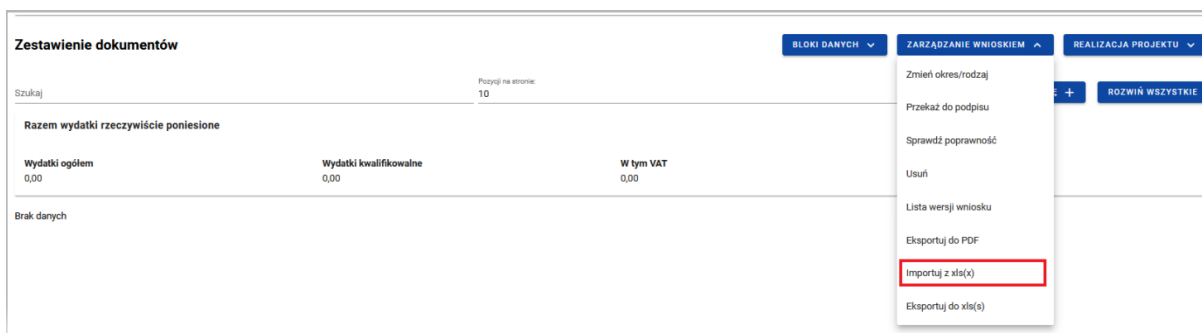 Zestawienie dokumentów
BLOKI DANYCH
ZARZĄDZANIE WNIOSKIEM
REALIZACJA PROJEKTU
Zmień okres/rodzaj
Pozycji na stronie:
Szukaj
10
+
ROZWIŃ WSZYSTKIE
Przekaż do podpisu
Razem wydatki rzeczywiście poniesione
Sprawdź poprawność
Wydatki ogółem
Wydatki kwalifikowalne
W tym VAT
0,00
0,00
0,00
Usuń
Lista wersji wniosku
Brak danych
Eksportuj do PDF
Importuj z xls(x)
Eksportuj do xls(s)